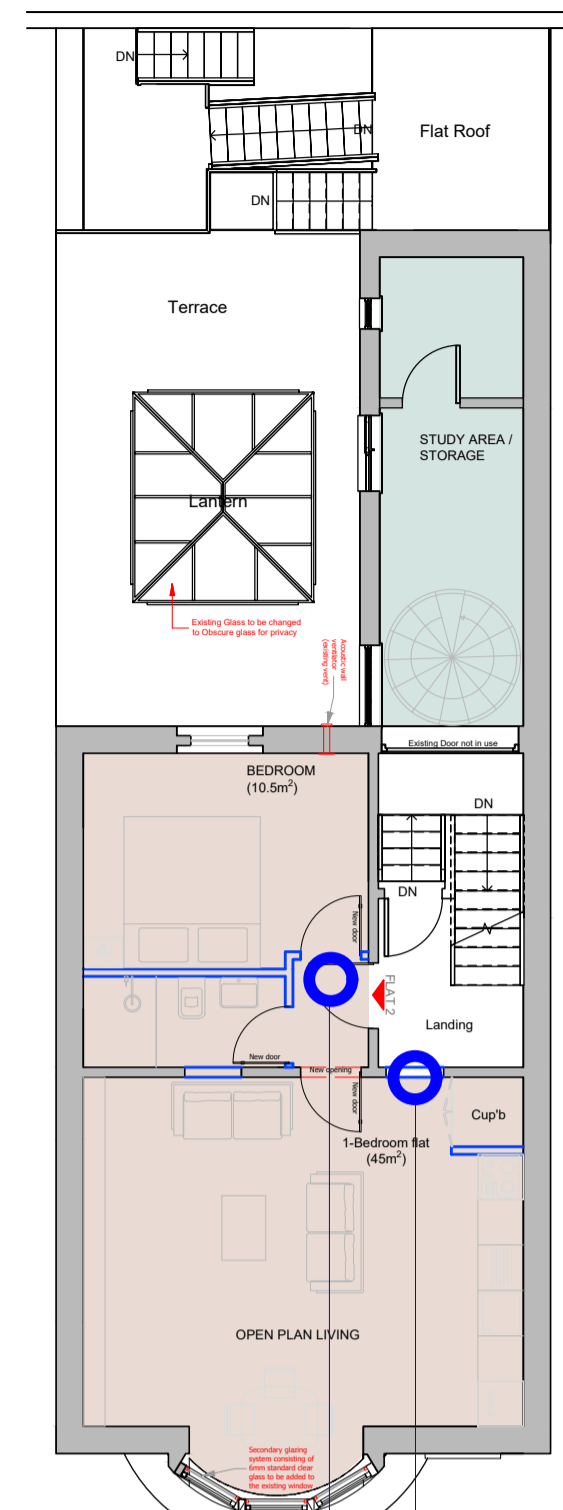 DN
DN
Flat Roof
DN
Terrace
STUDY AREA /
STORAGE
Lantern
Existing Glass to be changed
to Obscure glass for privacy
Acoustic wall
ventilator
(existing vent)
Existing Door not in use
BEDROOM
(10.5m²)
DN
DN
New door
FLAT 2
Landing
New door
New opening
New door
Cup'b
1-Bedroom flat
(45m²)
OPEN PLAN LIVING
Secondary glazing
system consisting of
6mm standard clear
glass to be added to
the existing window